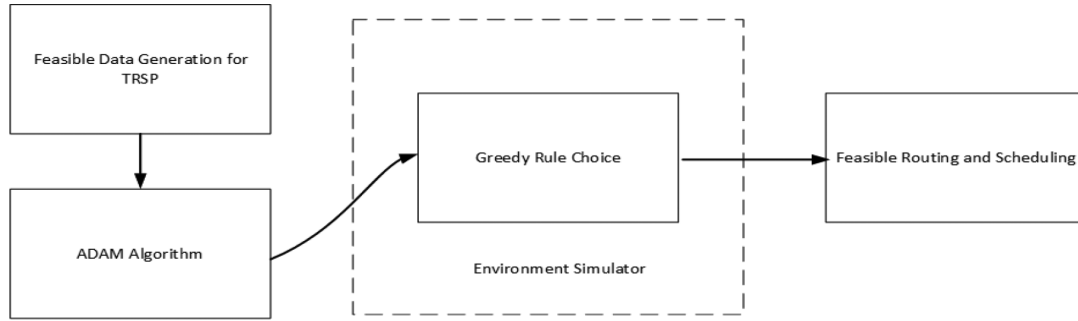 Feasible Data Generation for
TRSP
ADAM Algorithm
Greedy Rule Choice
Environment Simulator
Feasible Routing and Scheduling